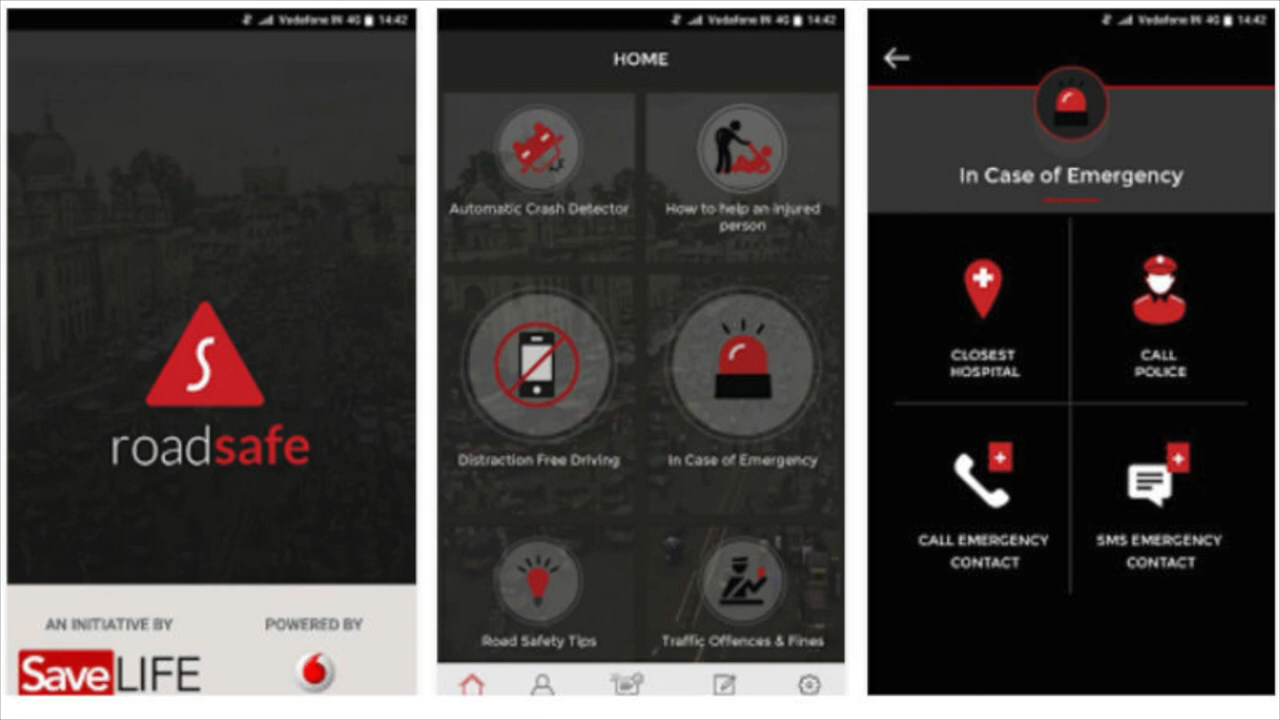 Vodafone IN 4G 14:42
roadsafe
AN INITIATIVE BY
POWERED BY
SaveLIFE
Vodafone IN 4G 14:42
HOME
Automatic Crash Detector
How to help an injured
person
Distraction Free Driving
In Case of Emergency
Road Safety Tips
Traffic Offences & Fines
Vodafone IN 4G 14:42
In Case of Emergency
CLOSEST
HOSPITAL
CALL
POLICE
CALL EMERGENCY
CONTACT
SMS EMERGENCY
CONTACT